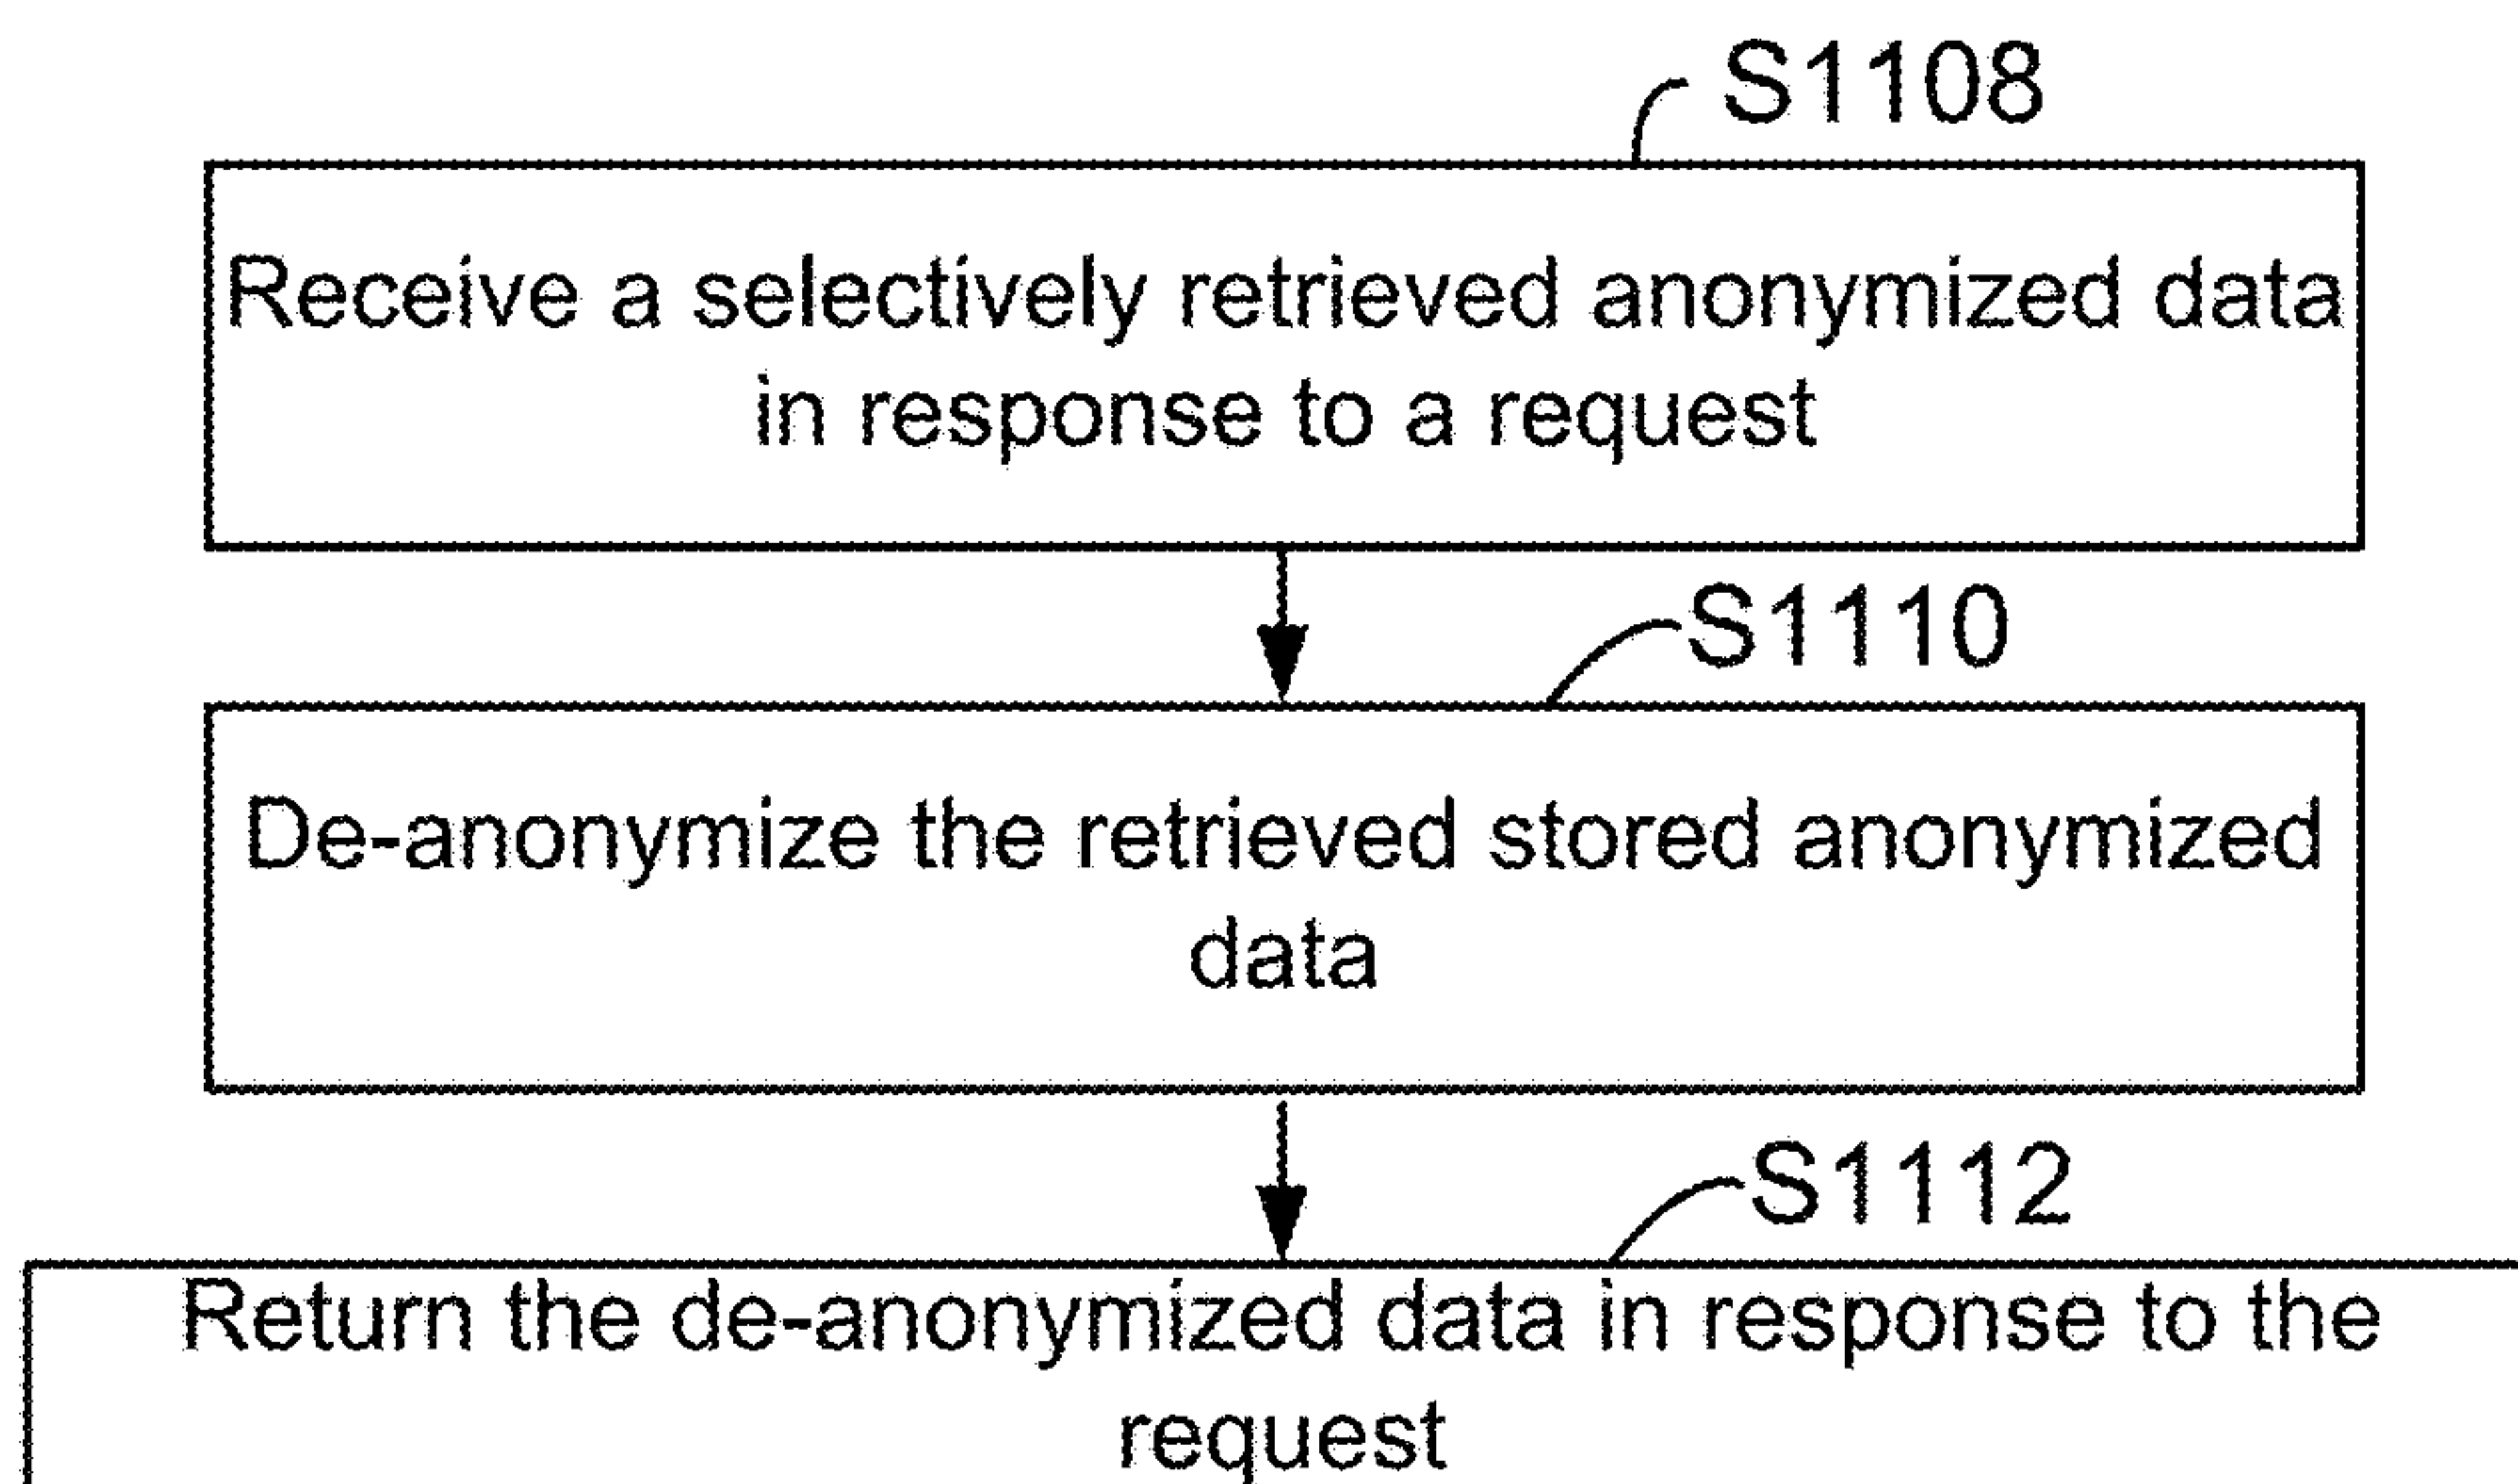 S1108
Receive a selectively retrieved anonymized data
in response to a request
S1110
De-anonymize the retrieved stored anonymized
data
S1112
Return the de-anonymized data in response to the
request